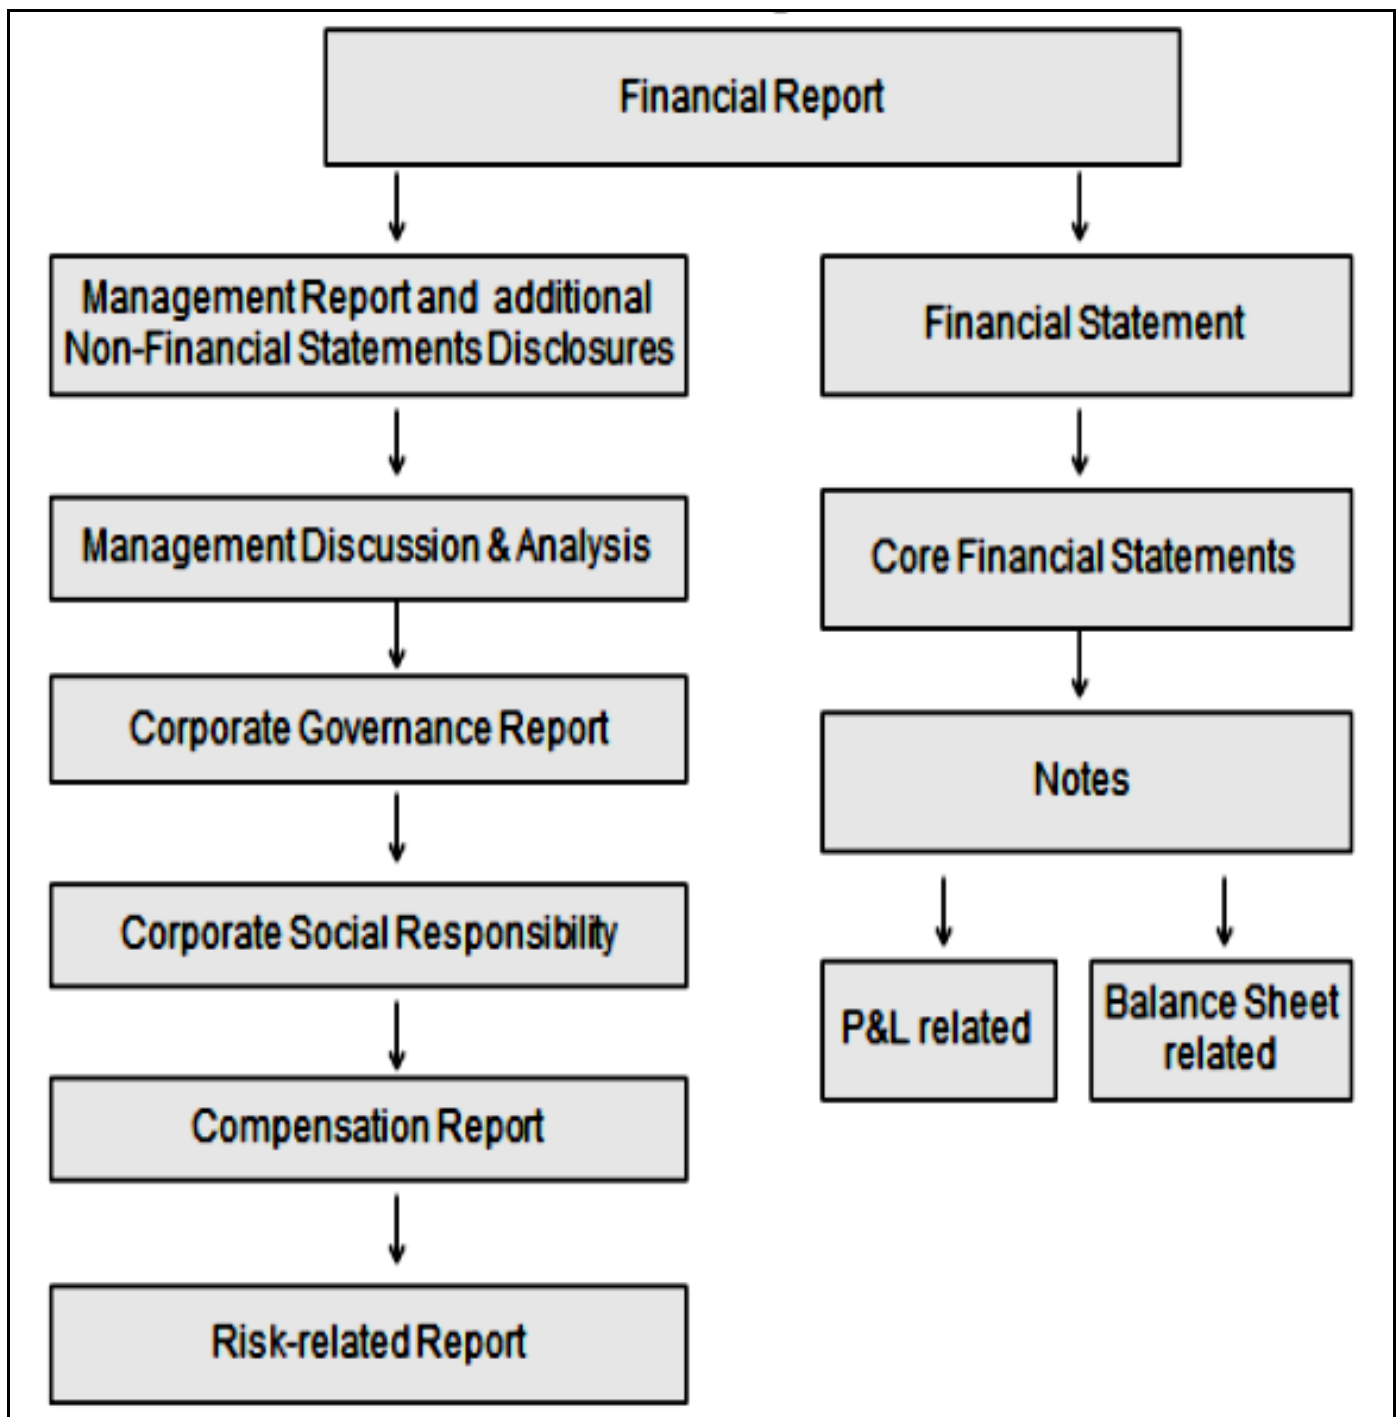 Financial Report
Management Report and additional
Non-Financial Statements Disclosures
Financial Statement
Management Discussion & Analysis
Core Financial Statements
Corporate Governance Report
Notes
Corporate Social Responsibility
P&L related
Balance Sheet
related
Compensation Report
Risk-related Report